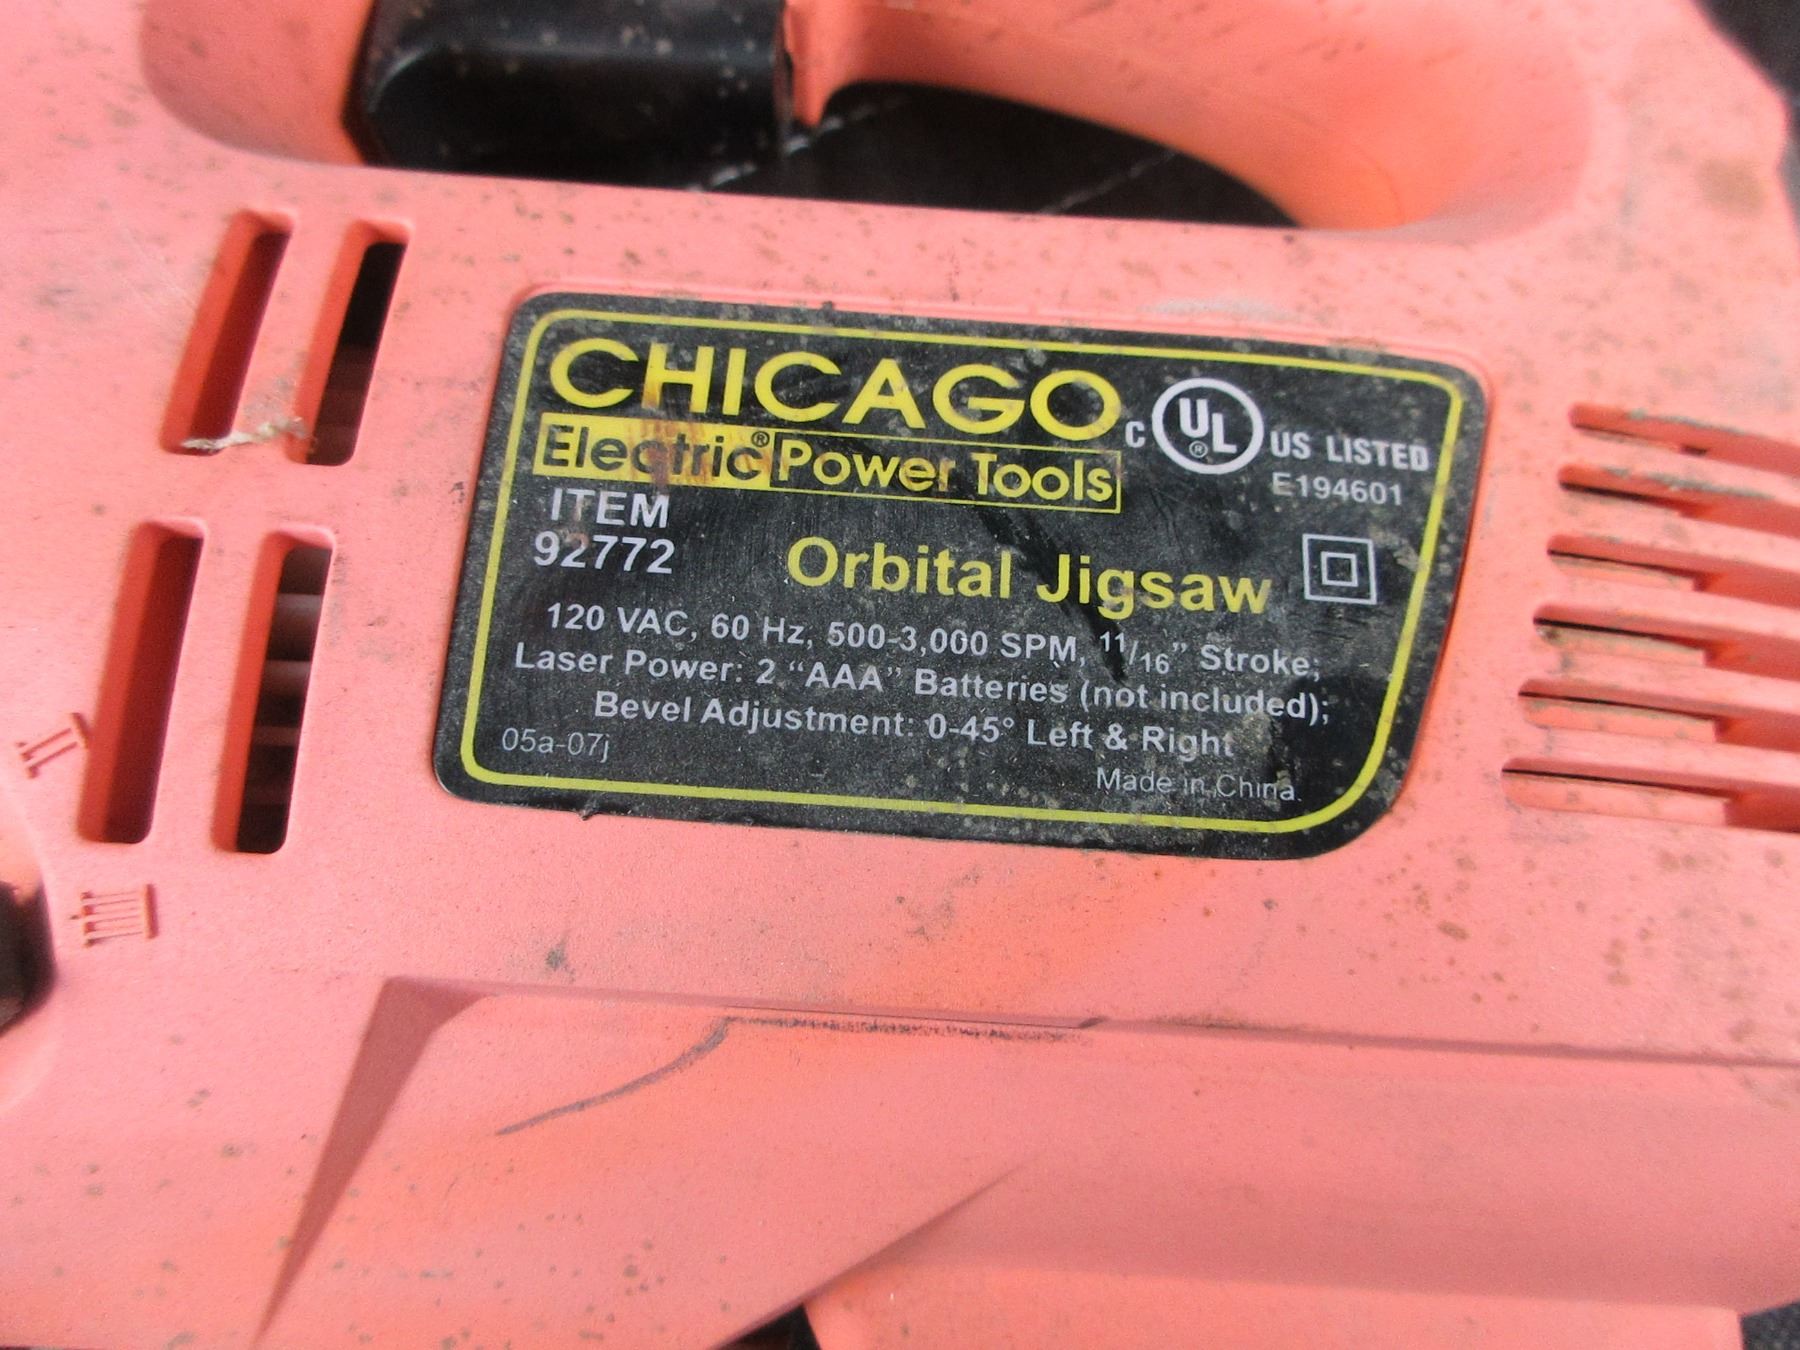 CHICAGO
Electric® Power Tools
C UL® US LISTED
E194601
ITEM
92772
Orbital Jigsaw
120 VAC, 60 Hz, 500-3,000 SPM, 11/16" Stroke;
Laser Power: 2 "AAA" Batteries (not included);
Bevel Adjustment: 0-45° Left & Right
05a-07j
Made in China.